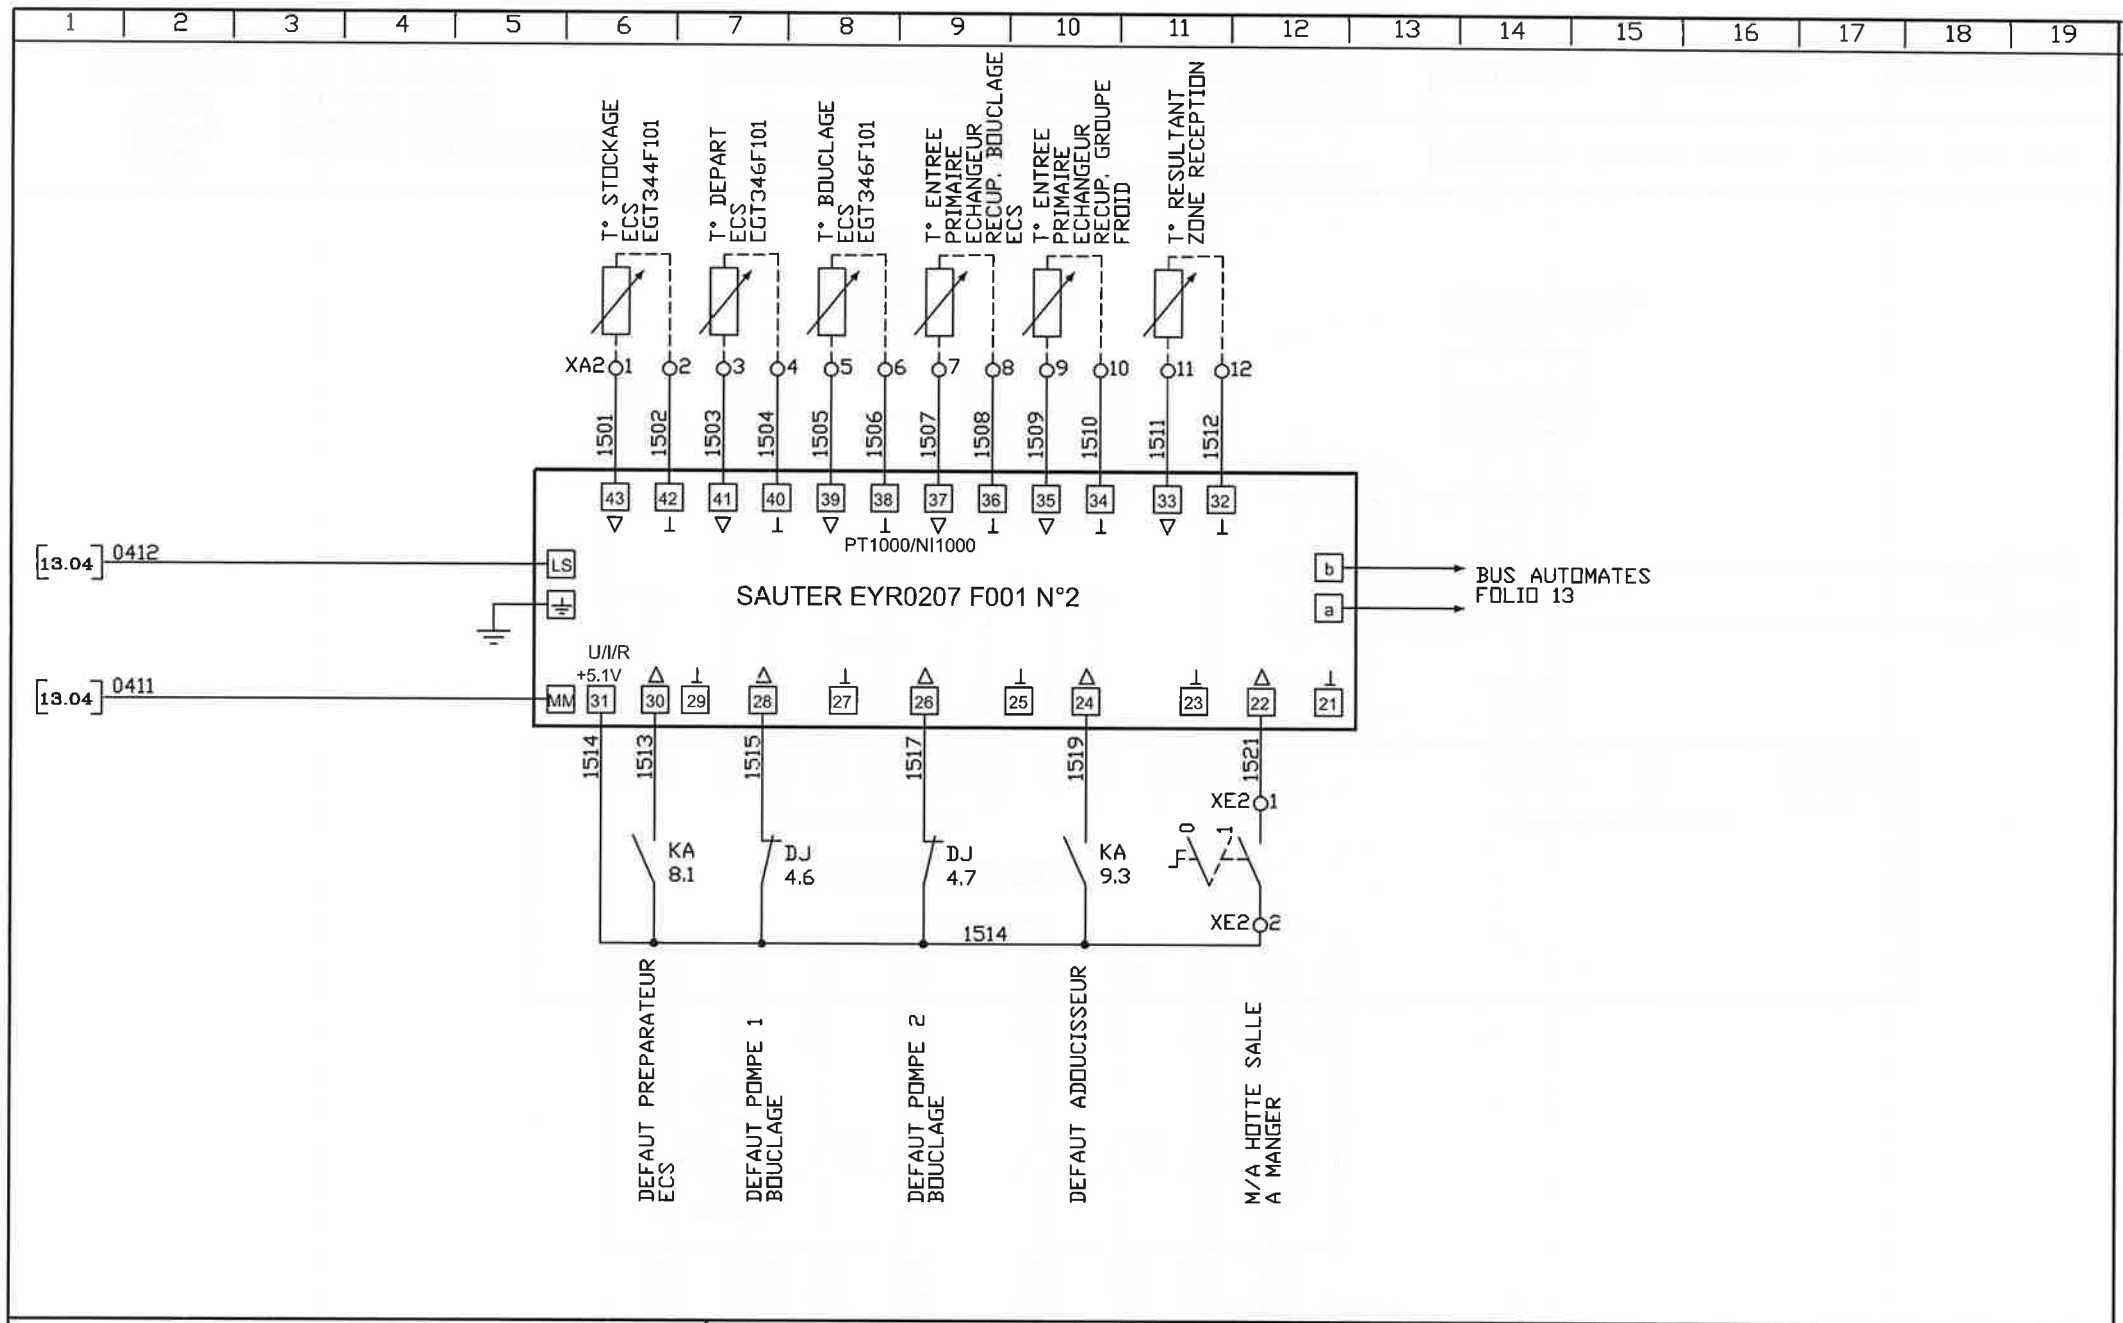 1 2 3 4 5 6 7 8 9 10 11 12 13 14 15 16 17 18 19
T° STOCKAGE
ECS
EGT344F101
T° DEPART
ECS
EGT346F101
T° BOUCLAGE
ECS
EGT346F101
T° ENTREE
PRIMAIRE
ECHANGEUR
RECUP. BOUCLAGE
ECS
T° ENTREE
PRIMAIRE
ECHANGEUR
RECUP. GROUPE
FROID
T° RESULTANT
ZONE RECEPTION
XA2 1 2 3 4 5 6 7 8 9 10 11 12
1501 1502 1503 1504 1505 1506 1507 1508 1509 1510 1511 1512
43 42 41 40 39 38 37 36 35 34 33 32
PT1000/NI1000
13.04 0412 LS
b
BUS AUTOMATES
FOLIO 13
SAUTER EYR0207 F001 N°2
a
U/I/R
+5.1V
13.04 0411 MM 31 30 29 28 27 26 25 24 23 22 21
1514 1513 1515 1517 1519 1521
XE2 1
0 1
KA
8.1
DJ
4.6
DJ
4.7
KA
9.3
XE2 2
1514
DEFAUT PREPARATEUR
ECS
DEFAUT POMPE 1
BOUCLAGE
DEFAUT POMPE 2
BOUCLAGE
DEFAUT ADOUCISSEUR
M/A HOTTE SALLE
A MANGER